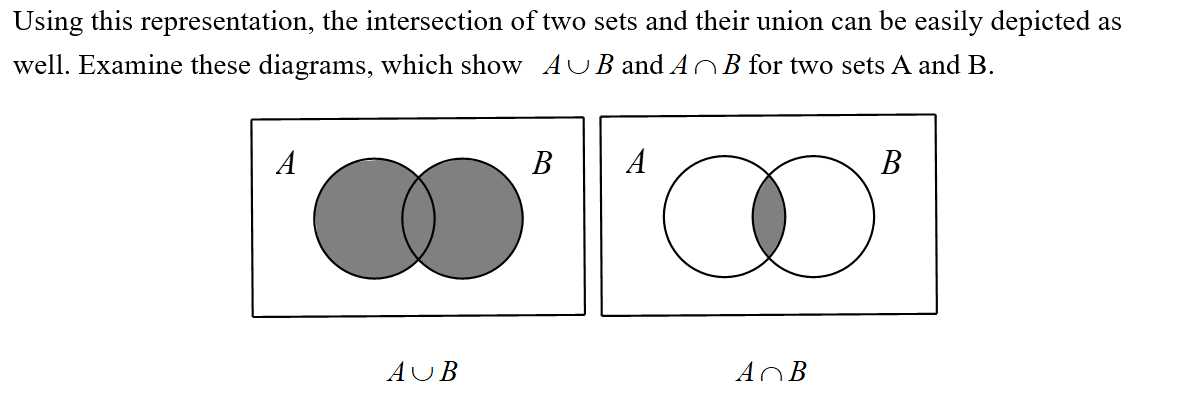 Using this representation, the intersection of two sets and their union can be easily depicted as
well. Examine these diagrams, which show A∪B and A∩B for two sets A and B.
A B A B
A∪B A∩B